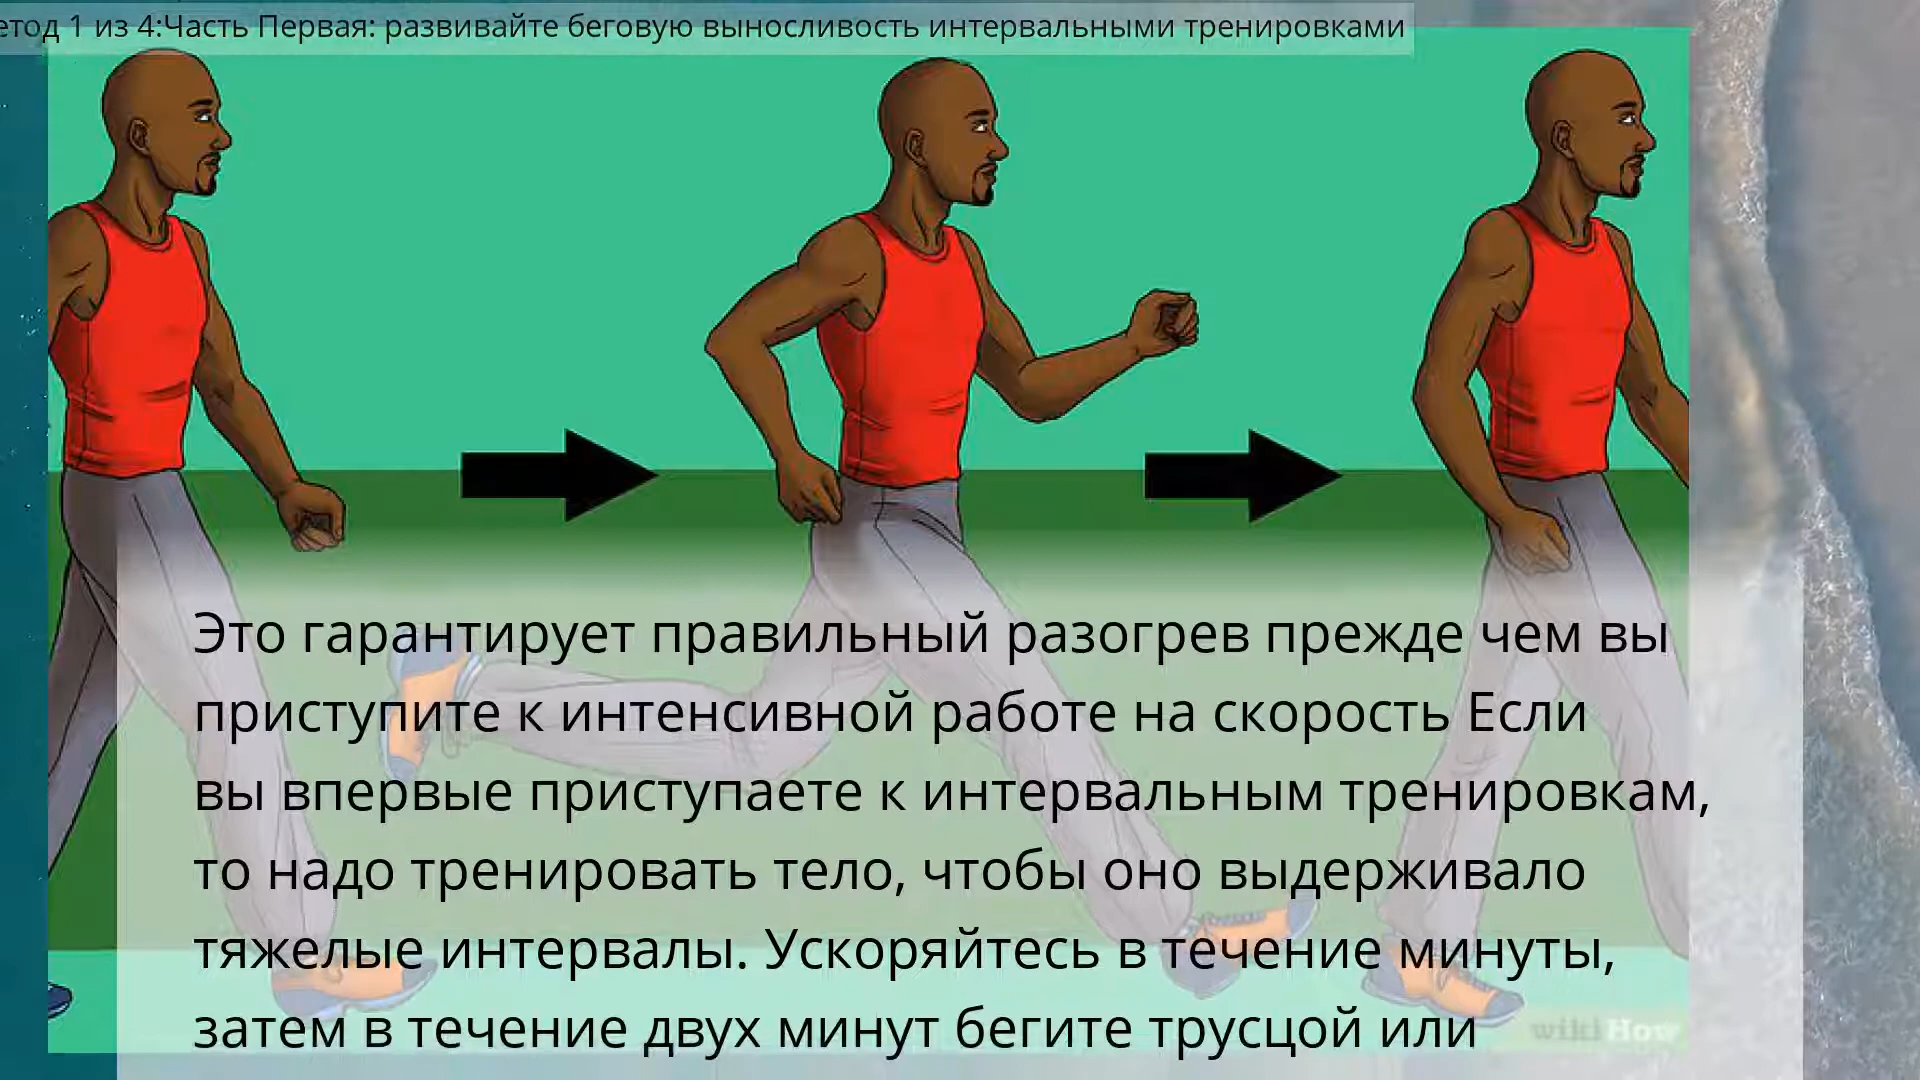 етод 1 из 4:Часть Первая: развивайте беговую выносливость интервальными тренировками
Это гарантирует правильный разогрев прежде чем вы
приступите к интенсивной работе на скорость Если
вы впервые приступаете к интервальным тренировкам,
то надо тренировать тело, чтобы оно выдерживало
тяжелые интервалы. Ускоряйтесь в течение минуты,
затем в течение двух минут бегите трусцой или
wikiHow